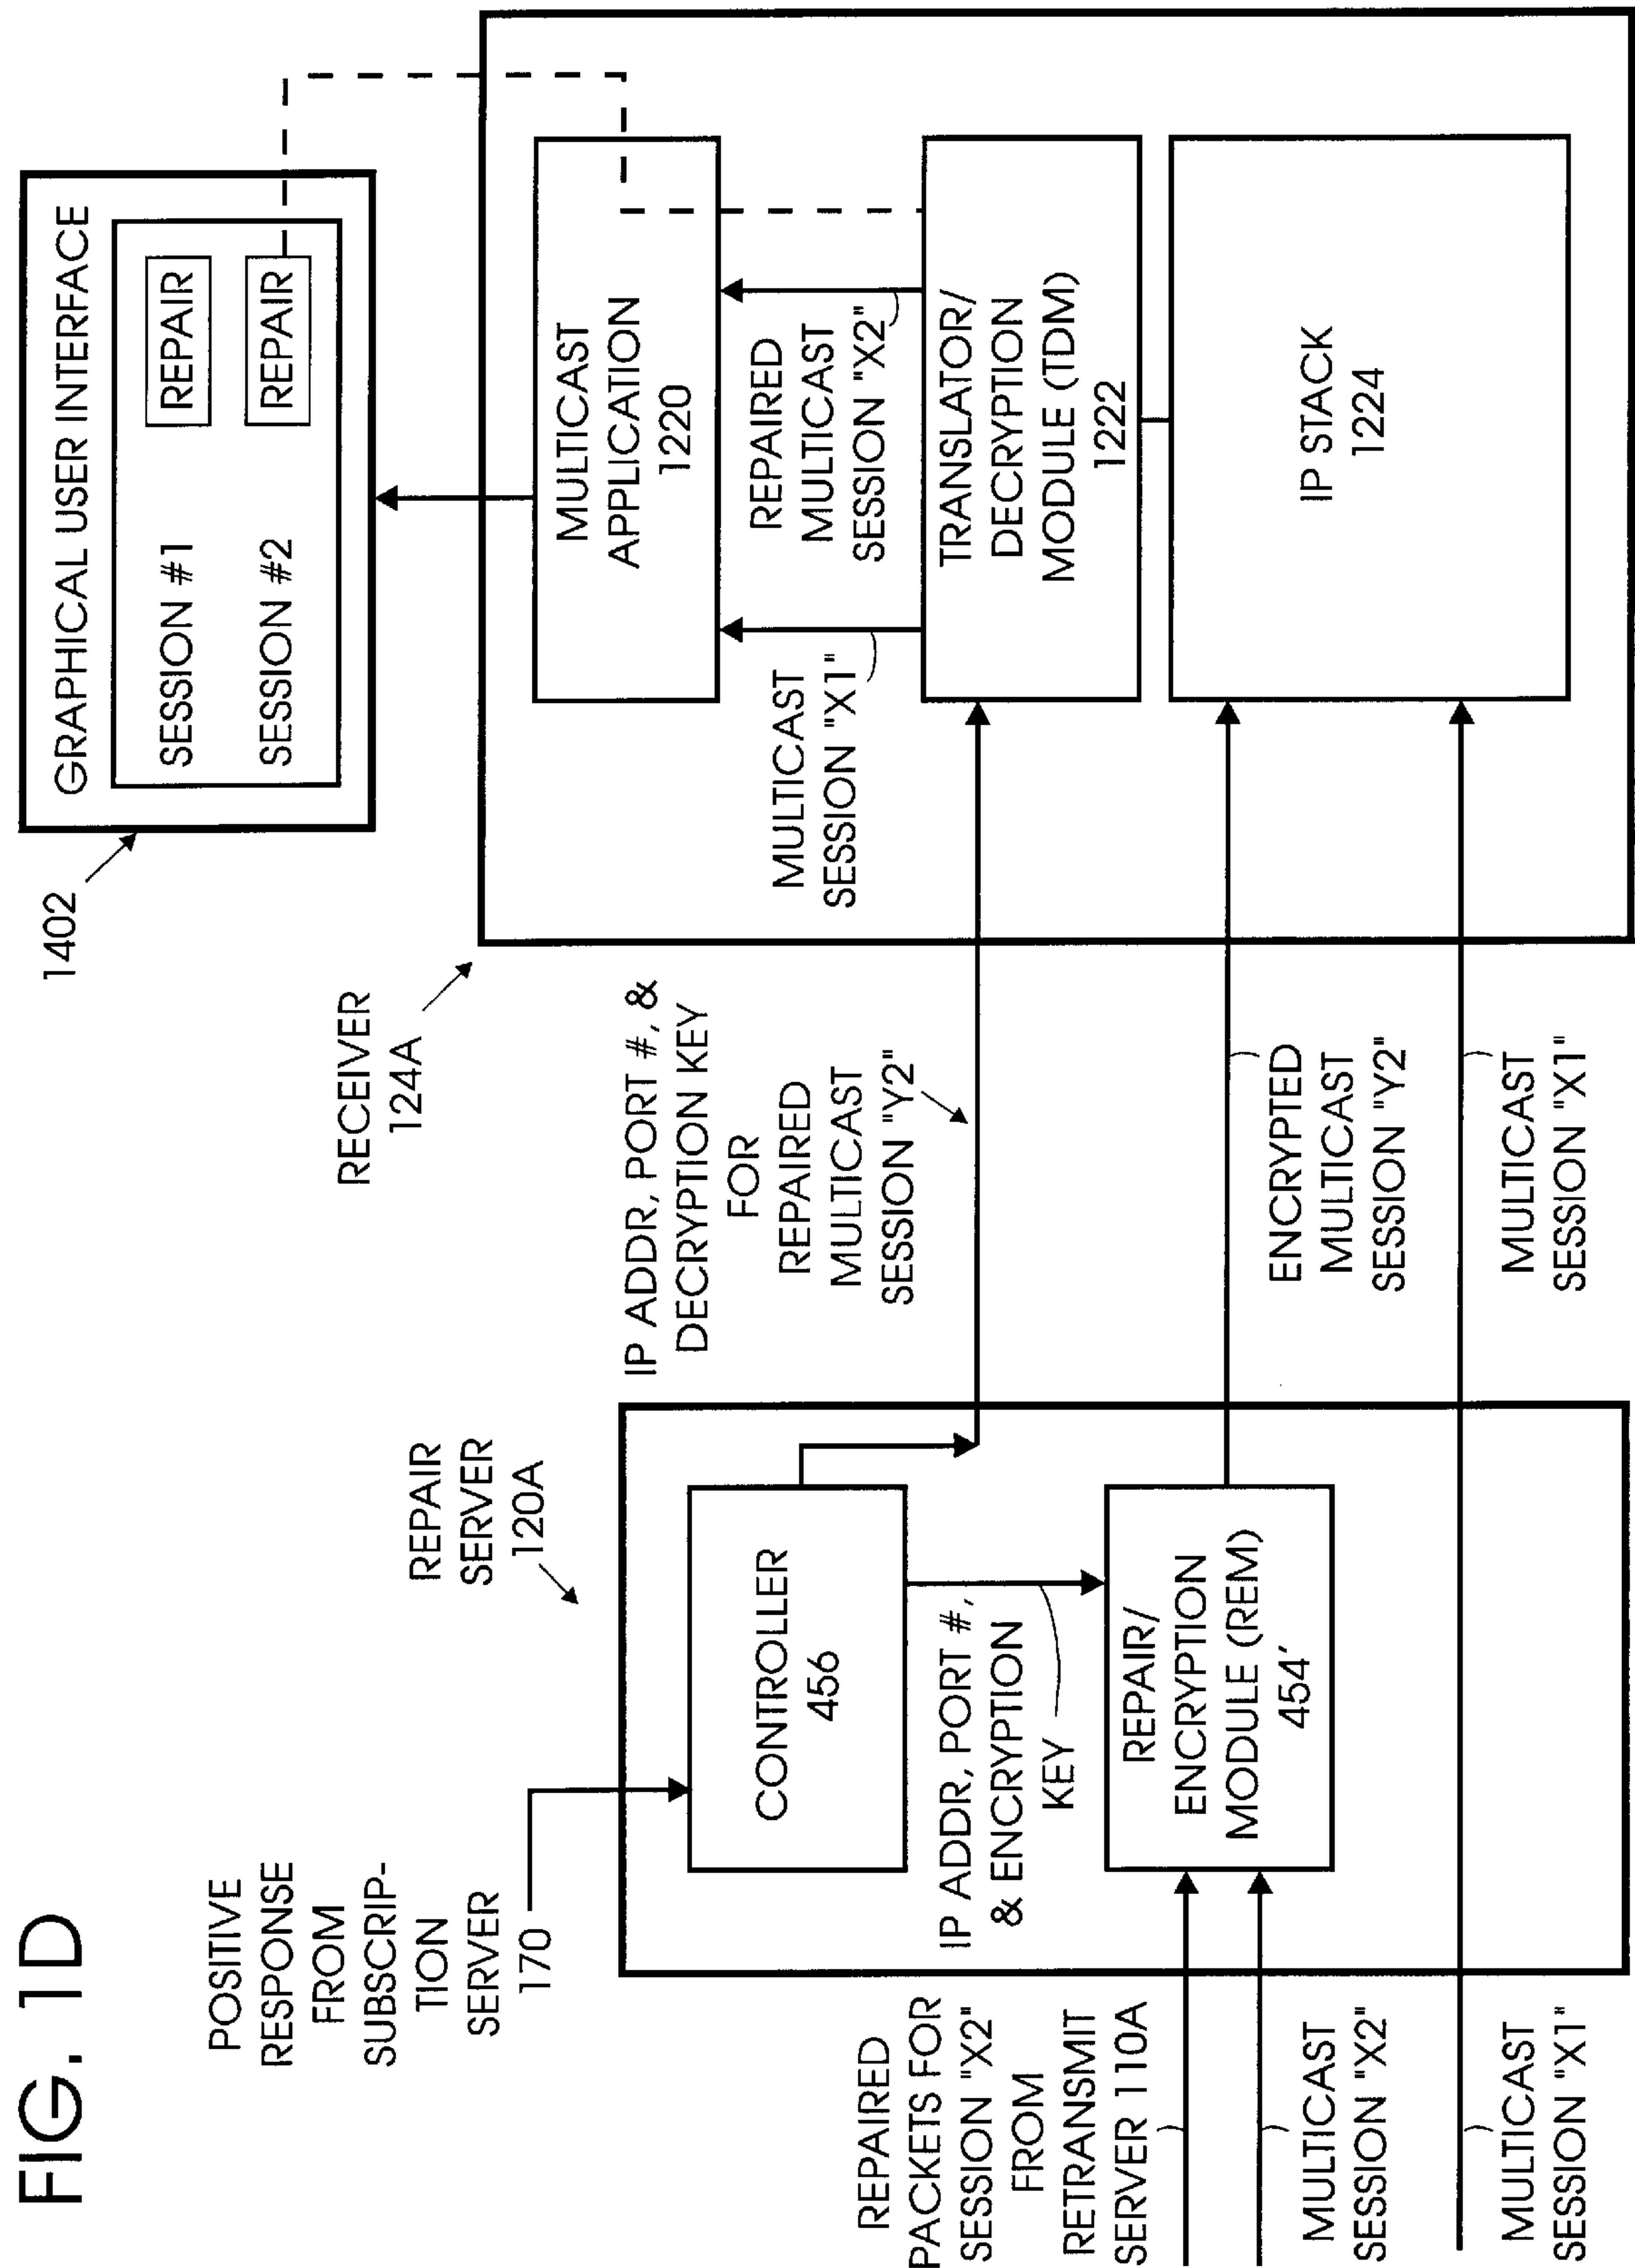 FIG. 1D
POSITIVE
RESPONSE
FROM
SUBSCRIP-
TION
SERVER
170
REPAIR
SERVER
120A
CONTROLLER
456
IP ADDR, PORT #,
& ENCRYPTION
KEY
REPAIR/
ENCRYPTION
MODULE (REM)
454'
REPAIRED
PACKETS FOR
SESSION "X2"
FROM
RETRANSMIT
SERVER 110A
MULTICAST
SESSION "X2"
MULTICAST
SESSION "X1"
RECEIVER
124A
IP ADDR, PORT #, &
DECRYPTION KEY
FOR
REPAIRED
MULTICAST
SESSION "Y2"
ENCRYPTED
MULTICAST
SESSION "Y2"
MULTICAST
SESSION "X1"
1402
GRAPHICAL USER INTERFACE
SESSION #1 REPAIR
SESSION #2 REPAIR
MULTICAST
APPLICATION
1220
MULTICAST
SESSION "X1"
REPAIRED
MULTICAST
SESSION "X2"
TRANSLATOR/
DECRYPTION
MODULE (TDM)
1222
IP STACK
1224